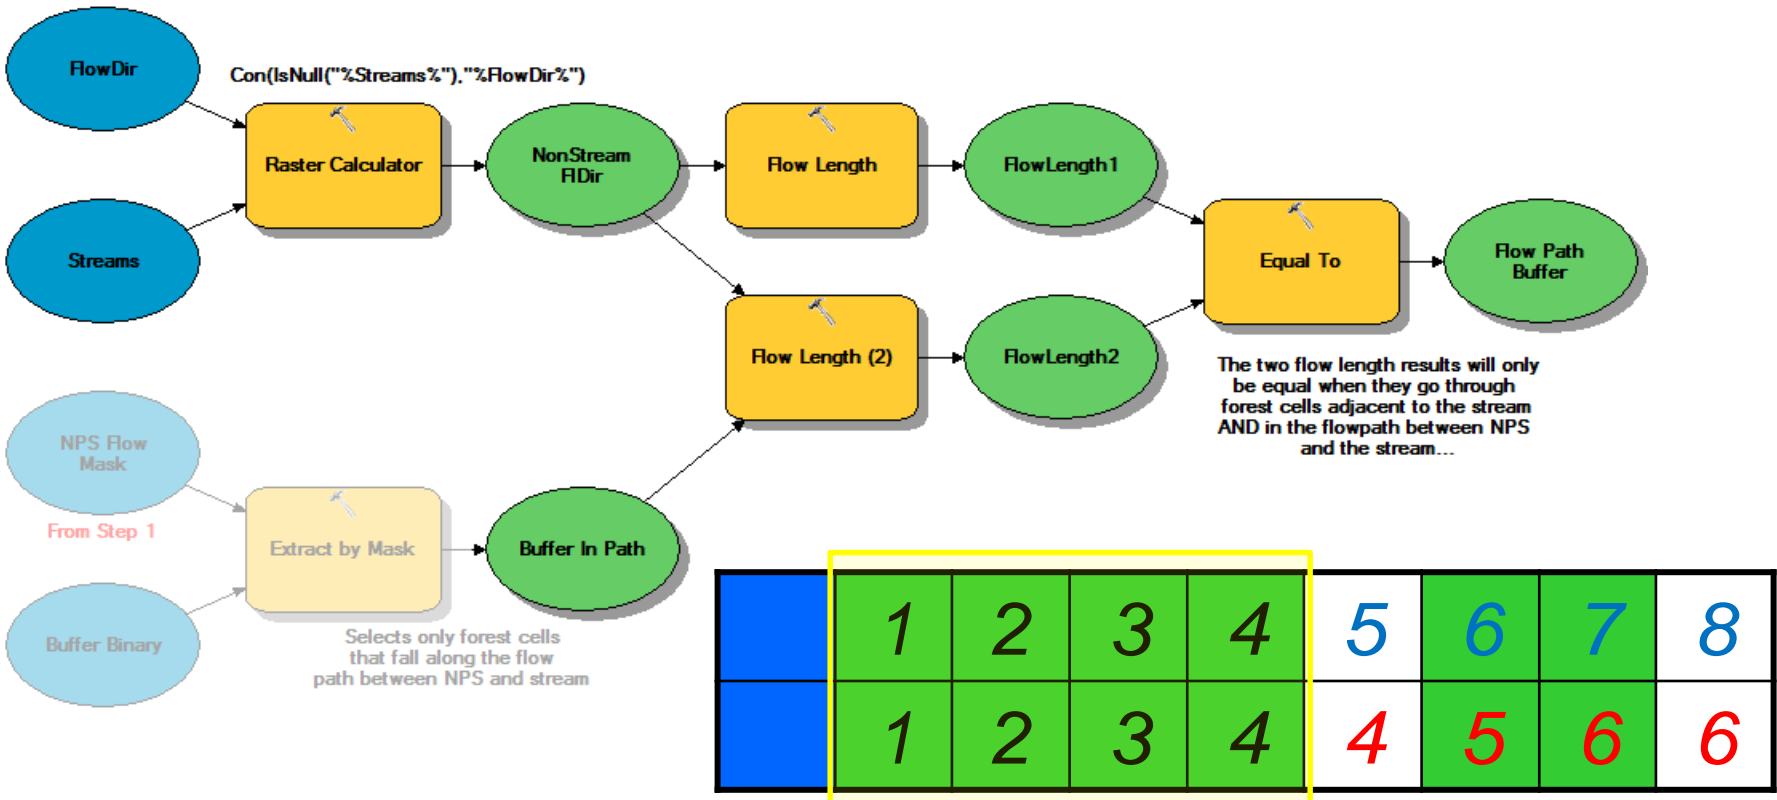 FlowDir
Con(IsNull("%Streams%"),"%FlowDir%")
Raster Calculator
NonStream
FlDir
Flow Length
FlowLength1
Streams
Equal To
Flow Path
Buffer
Flow Length (2)
FlowLength2
The two flow length results will only
be equal when they go through
forest cells adjacent to the stream
AND in the flowpath between NPS
and the stream...
NPS Flow
Mask
From Step 1
Extract by Mask
Buffer In Path
Buffer Binary
Selects only forest cells
that fall along the flow
path between NPS and stream
1 2 3 4 5 6 7 8
1 2 3 4 4 5 6 6